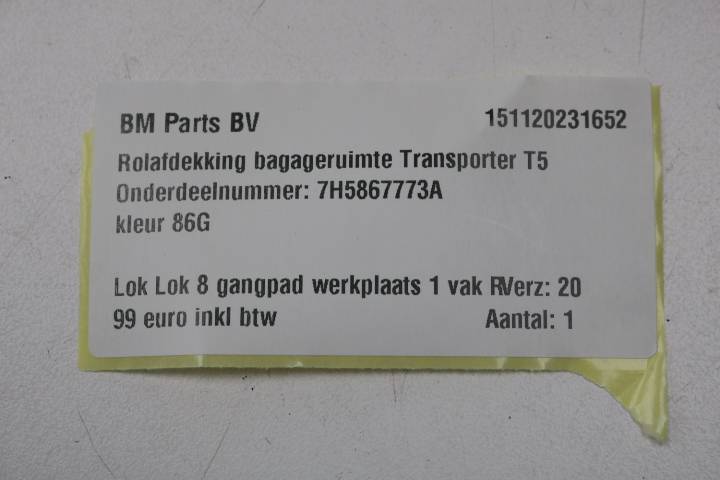 BM Parts BV 151120231652
Rolafdekking bagageruimte Transporter T5
Onderdeelnummer: 7H5867773A
kleur 86G
Lok Lok 8 gangpad werkplaats 1 vak Verz: 20
99 euro inkl btw Aantal: 1